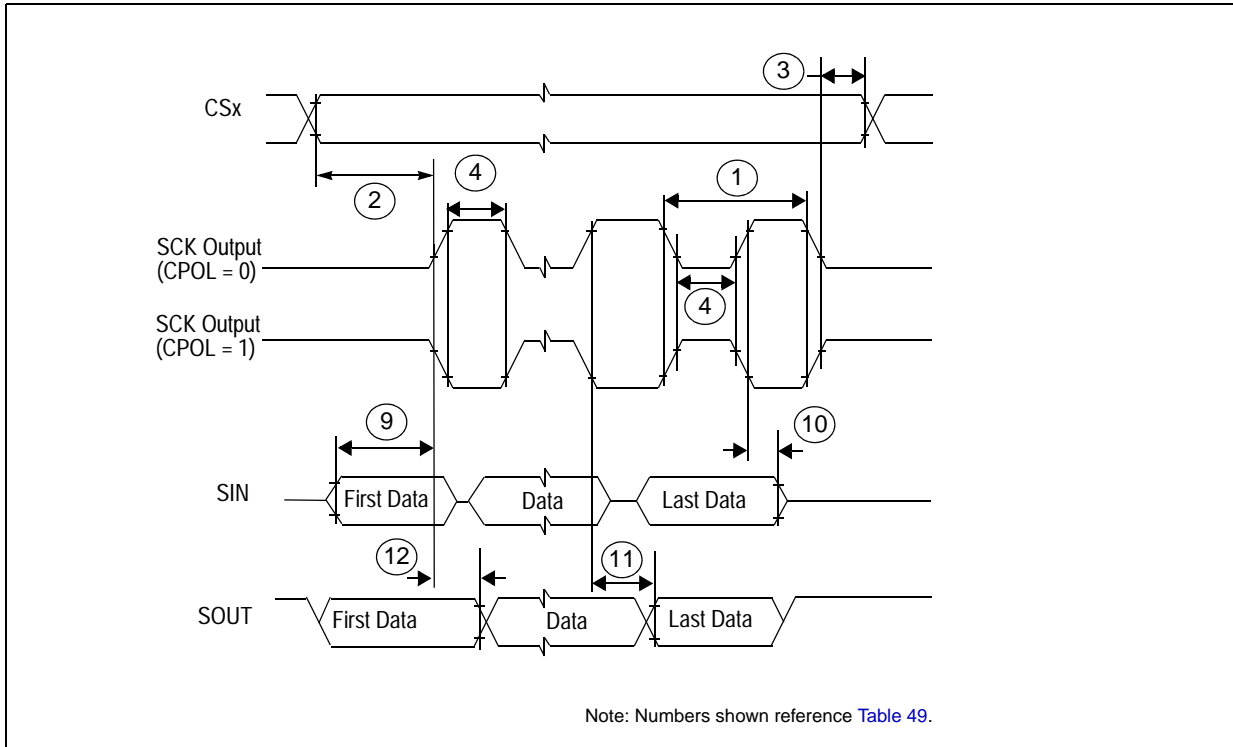 3
CSx
2
4
1
SCK Output
(CPOL = 0)
4
SCK Output
(CPOL = 1)
9
10
SIN
First Data
Data
Last Data
12
11
SOUT
First Data
Data
Last Data
Note: Numbers shown reference Table 49.